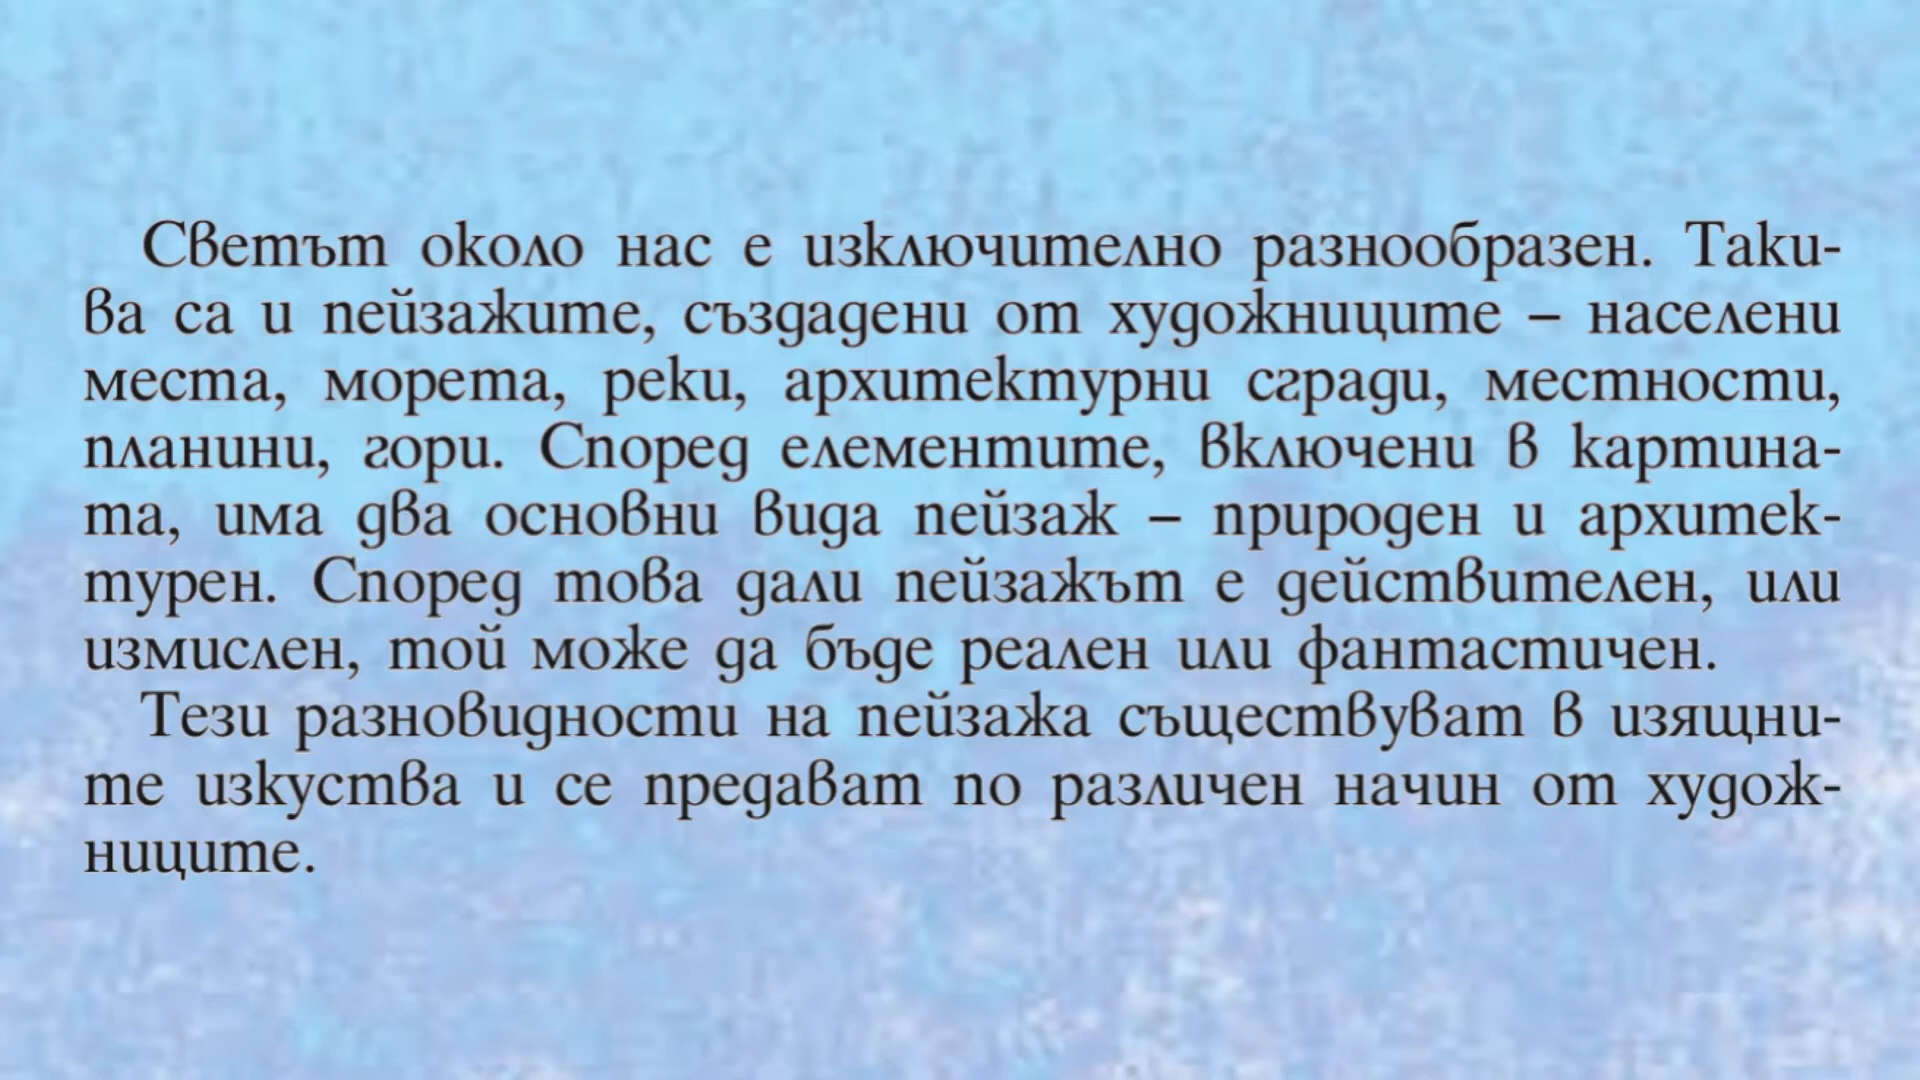 Светът около нас е изключително разнообразен. Таки-
ва са и пейзажите, създадени от художниците – населени
места, морета, реки, архитектурни сгради, местности,
планини, гори. Според елементите, включени в картина-
та, има два основни вида пейзаж – природен и архитек-
турен. Според това дали пейзажът е действителен, или
измислен, той може да бъде реален или фантастичен.
Тези разновидности на пейзажа съществуват в изящни-
те изкуства и се предават по различен начин от худож-
ниците.